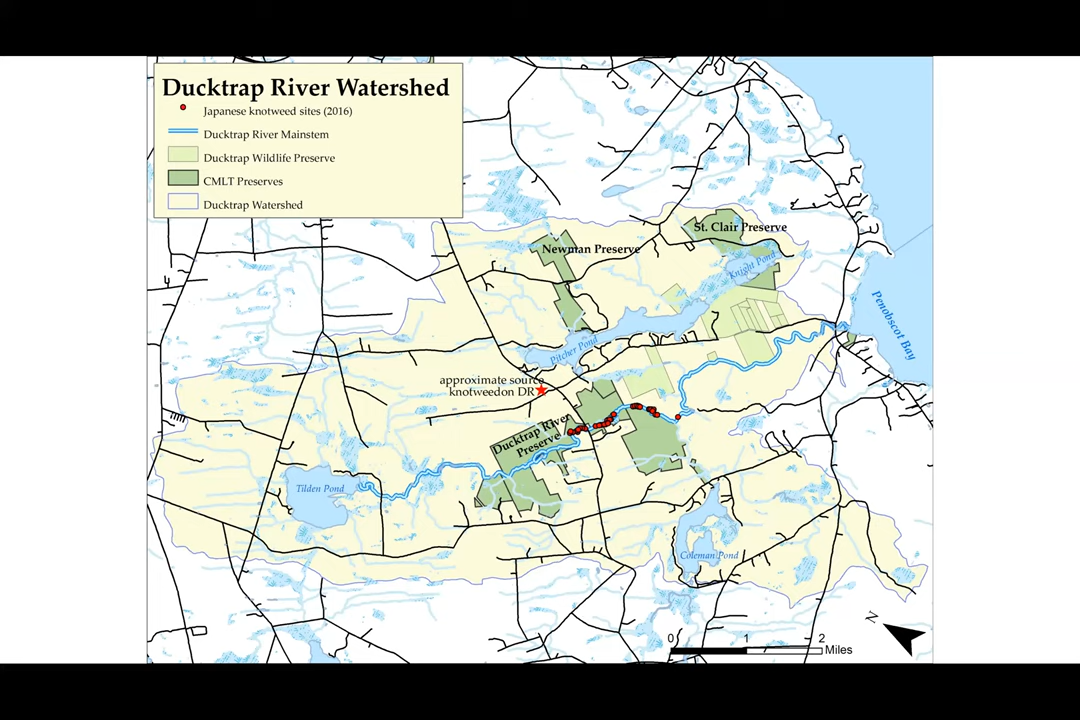 Ducktrap River Watershed
Japanese knotweed sites (2016)
Ducktrap River Mainstem
Ducktrap Wildlife Preserve
CMLT Preserves
Ducktrap Watershed
St. Clair Preserve
Newman Preserve
Knight Pond
Penobscot Bay
Pitcher Pond
approximate source
knotweedon DR
Ducktrap River
Preserve
Tilden Pond
Coleman Pond
N
0 1 2
Miles